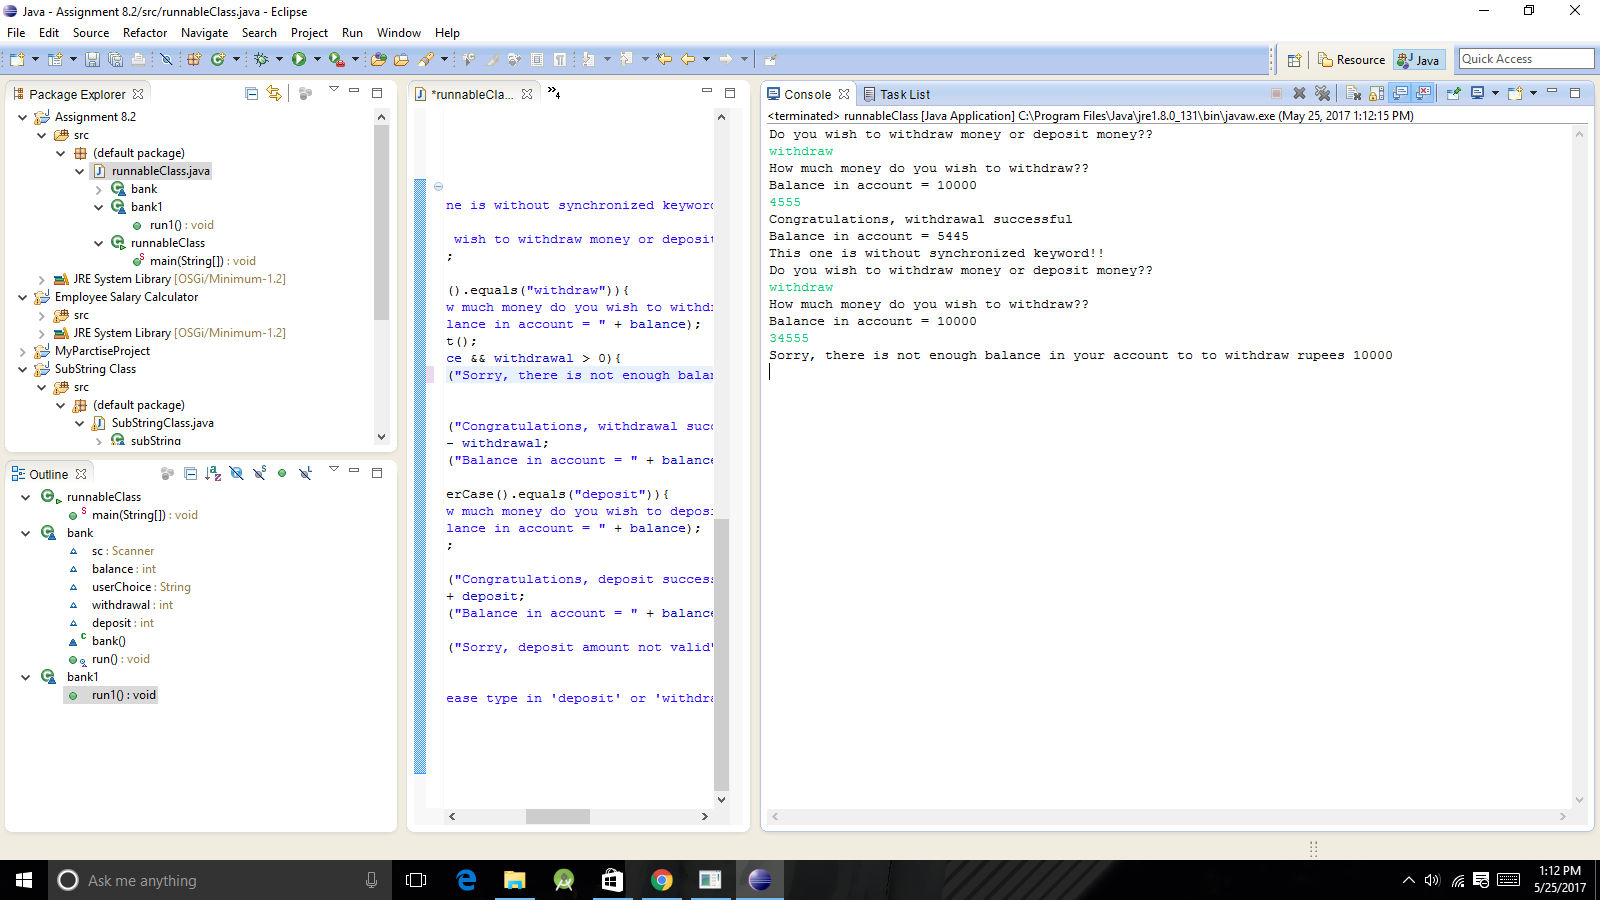 Java - Assignment 8.2/src/runnableClass.java - Eclipse
File Edit Source Refactor Navigate Search Project Run Window Help
Quick Access
Resource
Java
Package Explorer
Assignment 8.2
src
(default package)
runnableClass.java
bank
bank1
run1() : void
runnableClass
main(String[]) : void
JRE System Library [OSGi/Minimum-1.2]
Employee Salary Calculator
src
JRE System Library [OSGi/Minimum-1.2]
MyParctiseProject
SubString Class
src
(default package)
SubStringClass.java
subString
Outline
runnableClass
main(String[]) : void
bank
sc : Scanner
balance : int
userChoice : String
withdrawal : int
deposit : int
bank()
run() : void
bank1
run1() : void
*runnableCla...
»4
ne is without synchronized keyword
wish to withdraw money or deposit
;
().equals("withdraw")){
w much money do you wish to withdr
lance in account = " + balance);
t();
ce && withdrawal > 0){
("Sorry, there is not enough balan
("Congratulations, withdrawal succ
- withdrawal;
("Balance in account = " + balance
erCase().equals("deposit")){
w much money do you wish to deposi
lance in account = " + balance);
;
("Congratulations, deposit success
+ deposit;
("Balance in account = " + balance
("Sorry, deposit amount not valid"
ease type in 'deposit' or 'withdra
Console
Task List
<terminated> runnableClass [Java Application] C:\Program Files\Java\jre1.8.0_131\bin\javaw.exe (May 25, 2017 1:12:15 PM)
Do you wish to withdraw money or deposit money??
withdraw
How much money do you wish to withdraw??
Balance in account = 10000
4555
Congratulations, withdrawal successful
Balance in account = 5445
This one is without synchronized keyword!!
Do you wish to withdraw money or deposit money??
withdraw
How much money do you wish to withdraw??
Balance in account = 10000
34555
Sorry, there is not enough balance in your account to to withdraw rupees 10000
Ask me anything
1:12 PM
5/25/2017